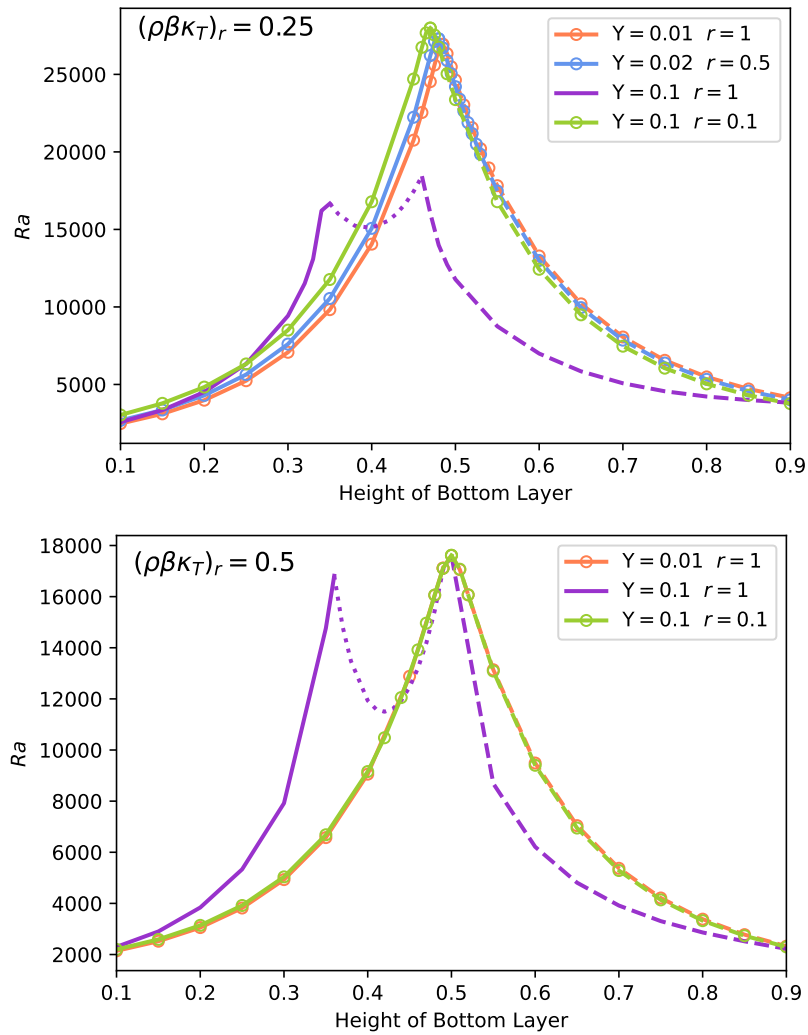 (ρβκ_T)_r = 0.25
Y = 0.01 r = 1
Y = 0.02 r = 0.5
Y = 0.1 r = 1
Y = 0.1 r = 0.1
25000
20000
15000
10000
5000
Ra
0.1 0.2 0.3 0.4 0.5 0.6 0.7 0.8 0.9
Height of Bottom Layer
(ρβκ_T)_r = 0.5
Y = 0.01 r = 1
Y = 0.1 r = 1
Y = 0.1 r = 0.1
18000
16000
14000
12000
10000
8000
6000
4000
2000
Ra
0.1 0.2 0.3 0.4 0.5 0.6 0.7 0.8 0.9
Height of Bottom Layer